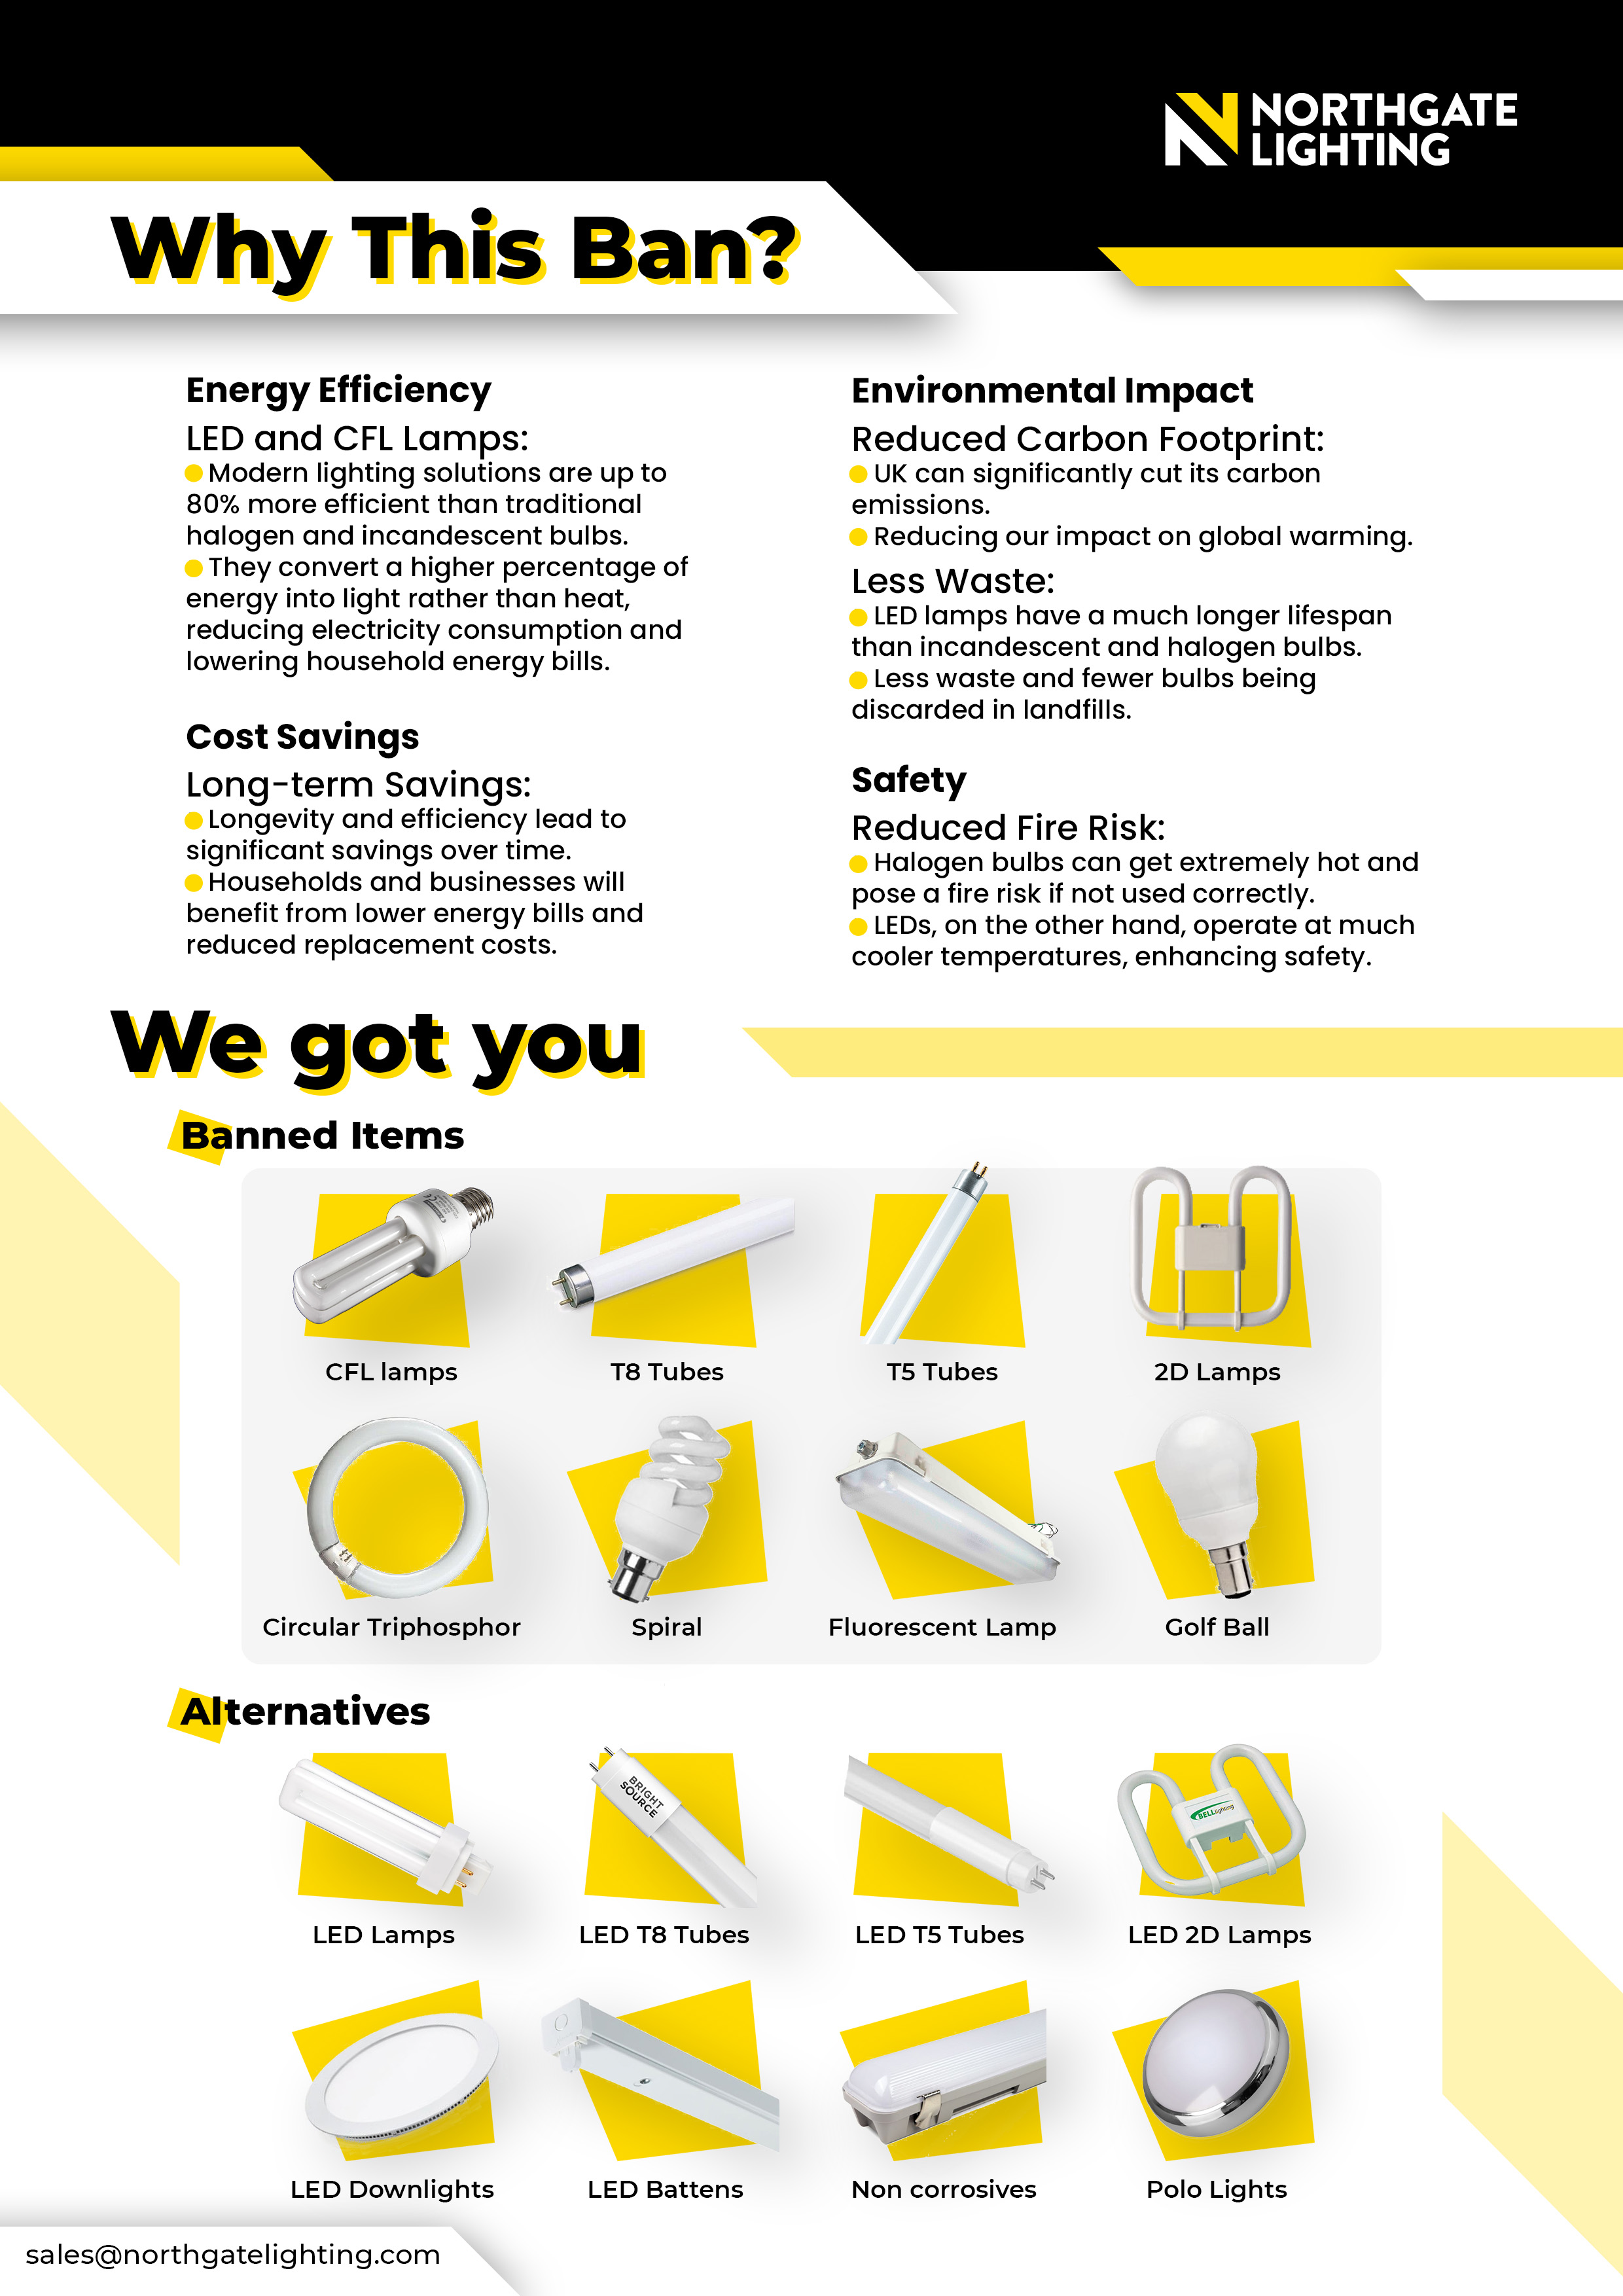 NORTHGATE
LIGHTING
Why This Ban?
Energy Efficiency
LED and CFL Lamps:
Modern lighting solutions are up to
80% more efficient than traditional
halogen and incandescent bulbs.
They convert a higher percentage of
energy into light rather than heat,
reducing electricity consumption and
lowering household energy bills.
Cost Savings
Long-term Savings:
Longevity and efficiency lead to
significant savings over time.
Households and businesses will
benefit from lower energy bills and
reduced replacement costs.
Environmental Impact
Reduced Carbon Footprint:
UK can significantly cut its carbon
emissions.
Reducing our impact on global warming.
Less Waste:
LED lamps have a much longer lifespan
than incandescent and halogen bulbs.
Less waste and fewer bulbs being
discarded in landfills.
Safety
Reduced Fire Risk:
Halogen bulbs can get extremely hot and
pose a fire risk if not used correctly.
LEDs, on the other hand, operate at much
cooler temperatures, enhancing safety.
We got you
Banned Items
CFL lamps
T8 Tubes
T5 Tubes
2D Lamps
Circular Triphosphor
Spiral
Fluorescent Lamp
Golf Ball
Alternatives
BRIGHT
SOURCE
BELL lighting
LED Lamps
LED T8 Tubes
LED T5 Tubes
LED 2D Lamps
LED Downlights
LED Battens
Non corrosives
Polo Lights
sales@northgatelighting.com